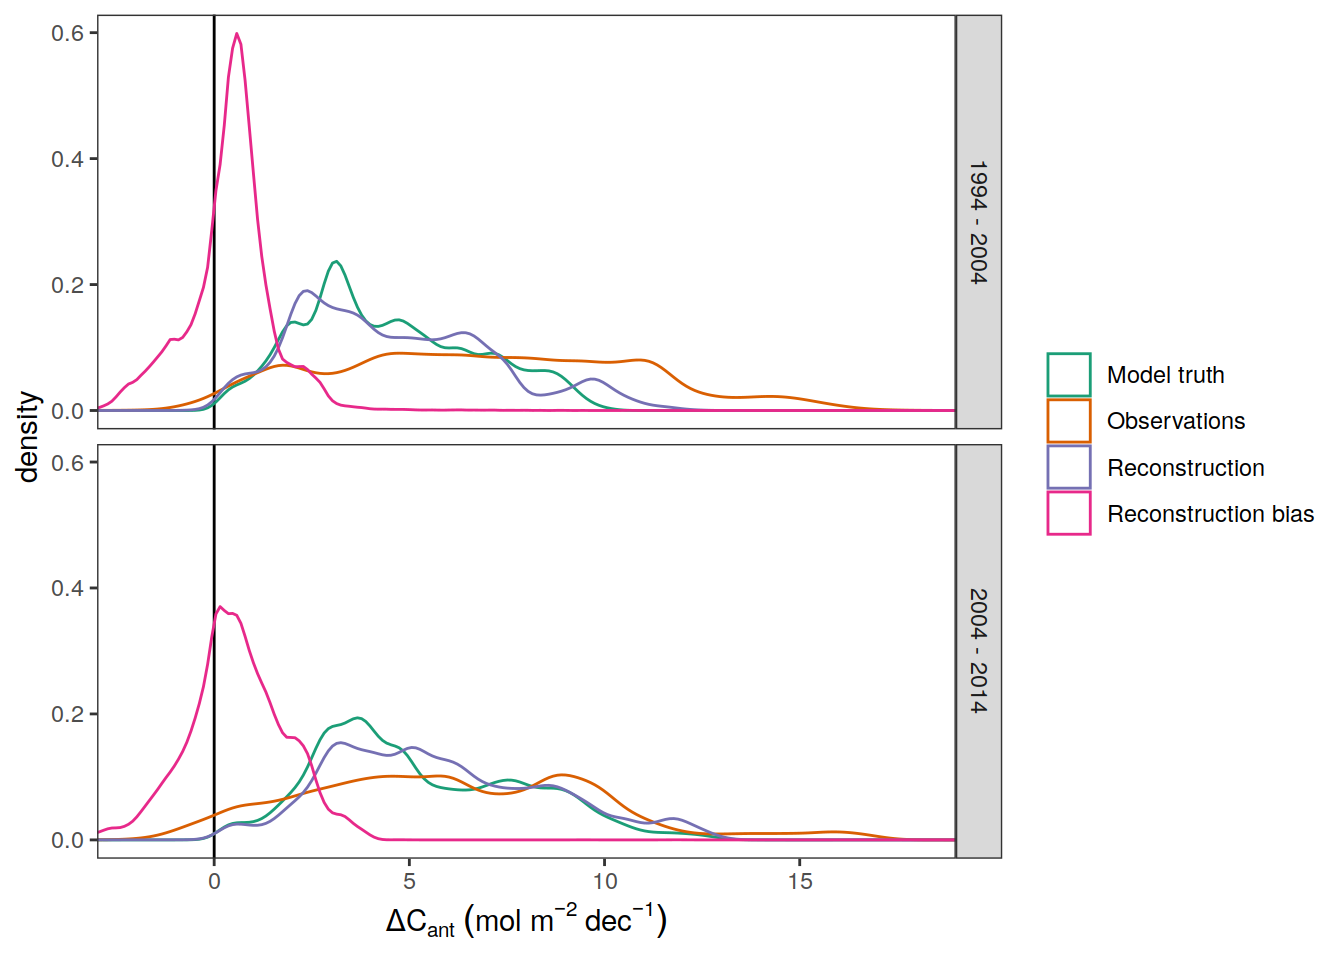 0.6
0.4
0.2
0.0
1994 - 2004
density
0.6
0.4
0.2
0.0
2004 - 2014
0 5 10 15
ΔC_ant (mol m⁻² dec⁻¹)
Model truth
Observations
Reconstruction
Reconstruction bias